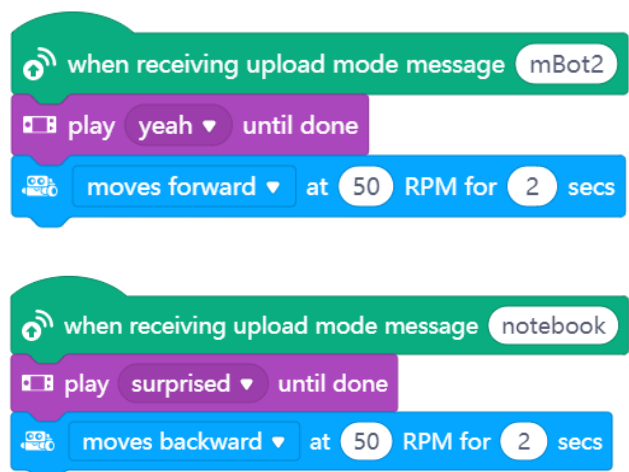 when receiving upload mode message mBot2
play yeah until done
moves forward at 50 RPM for 2 secs
when receiving upload mode message notebook
play surprised until done
moves backward at 50 RPM for 2 secs